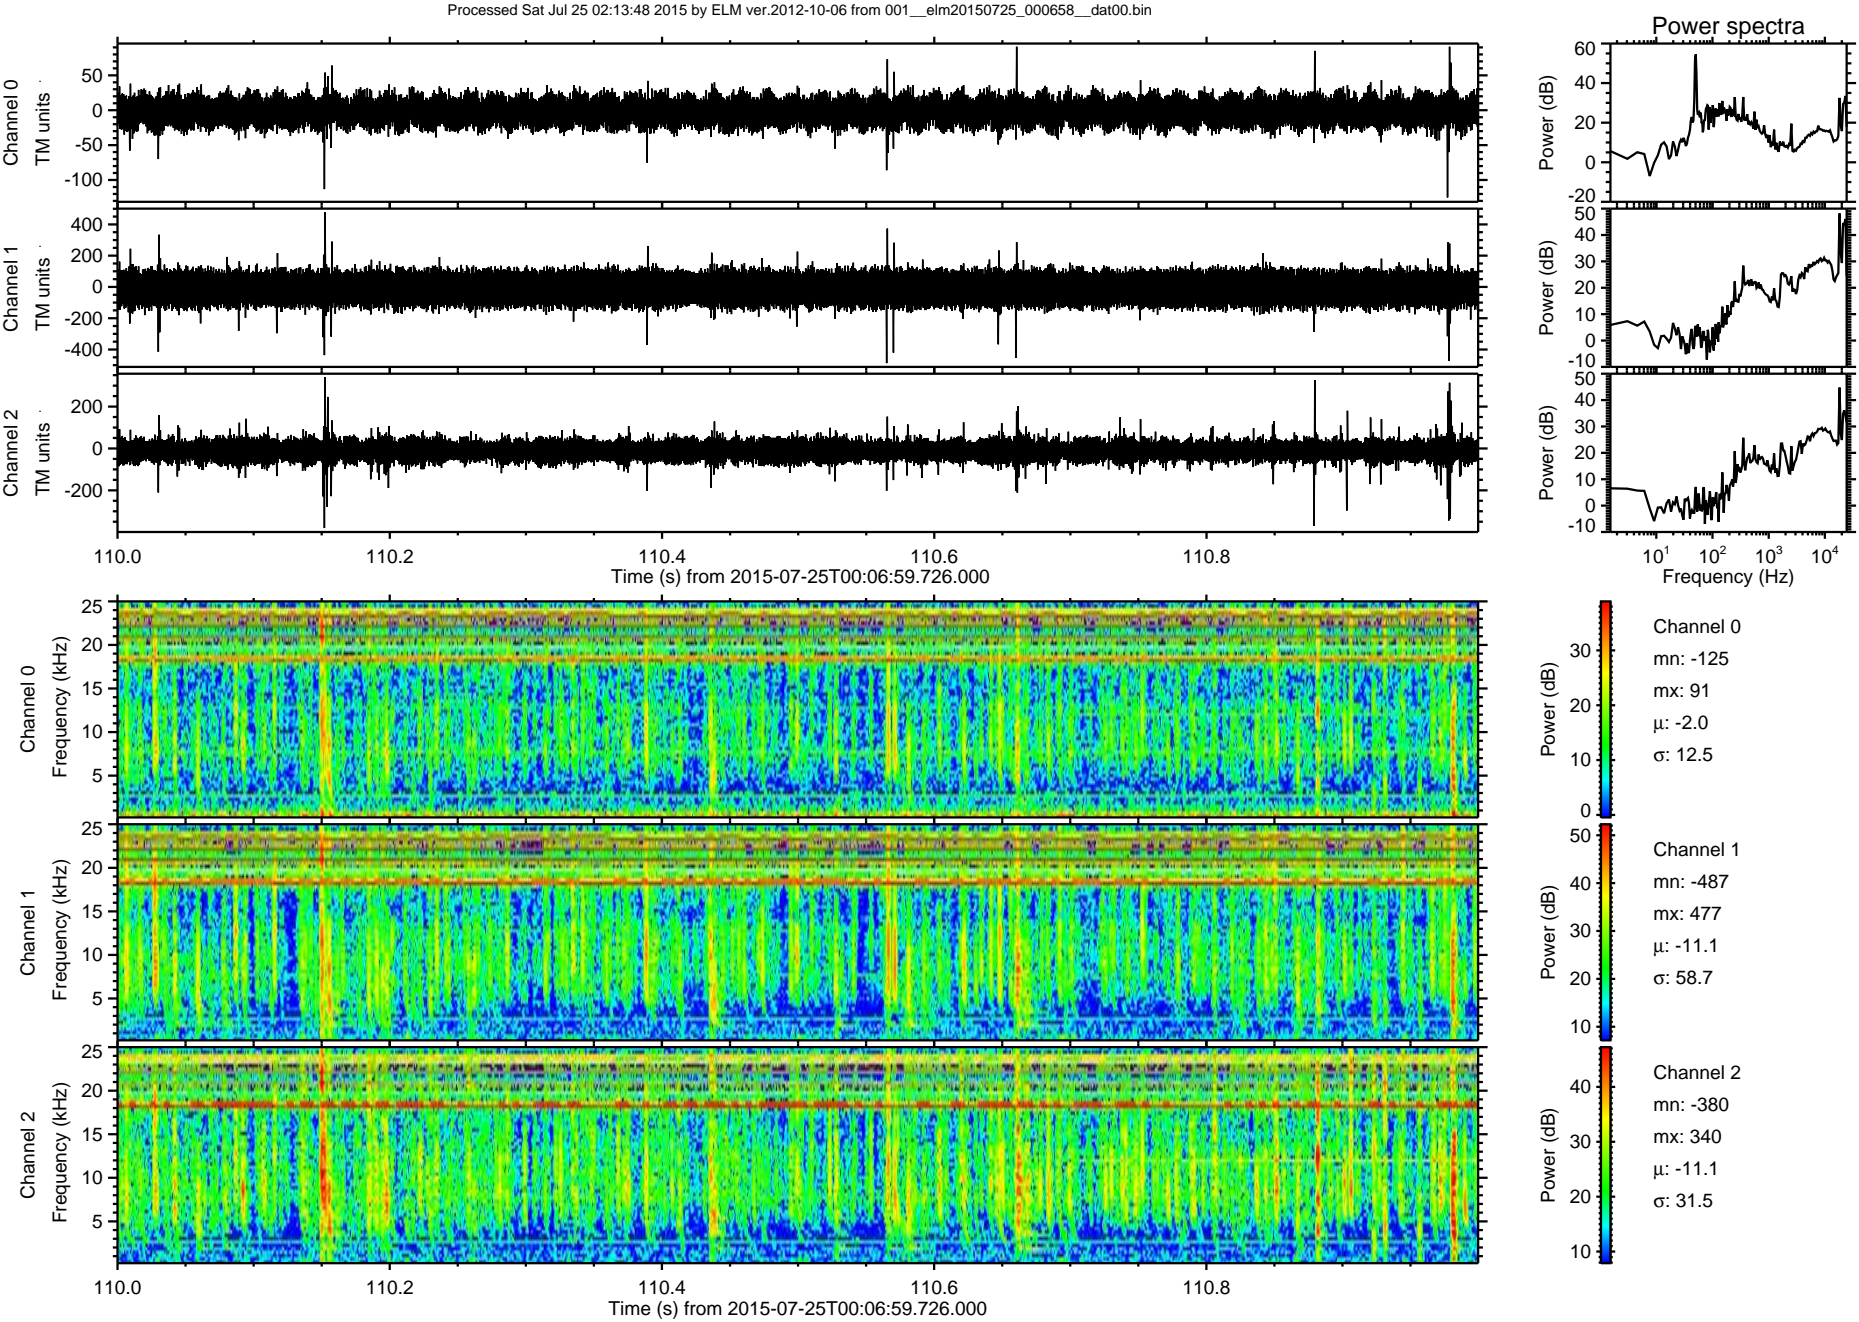 Processed Sat Jul 25 02:13:48 2015 by ELM ver.2012-10-06 from 001__elm20150725_000658__dat00.bin
Power spectra
Channel 0
TM units
50
0
-50
-100
Power (dB)
60
40
20
0
-20
Channel 1
TM units
400
200
0
-200
-400
Power (dB)
50
40
30
20
10
0
-10
Channel 2
TM units
200
0
-200
Power (dB)
50
40
30
20
10
0
-10
110.0 110.2 110.4 110.6 110.8
Time (s) from 2015-07-25T00:06:59.726.000
10¹ 10² 10³ 10⁴
Frequency (Hz)
Channel 0
Frequency (kHz)
25
20
15
10
5
Power (dB)
30
20
10
0
Channel 0
mn: -125
mx: 91
μ: -2.0
σ: 12.5
Channel 1
Frequency (kHz)
25
20
15
10
5
Power (dB)
50
40
30
20
10
Channel 1
mn: -487
mx: 477
μ: -11.1
σ: 58.7
Channel 2
Frequency (kHz)
25
20
15
10
5
Power (dB)
40
30
20
10
Channel 2
mn: -380
mx: 340
μ: -11.1
σ: 31.5
110.0 110.2 110.4 110.6 110.8
Time (s) from 2015-07-25T00:06:59.726.000